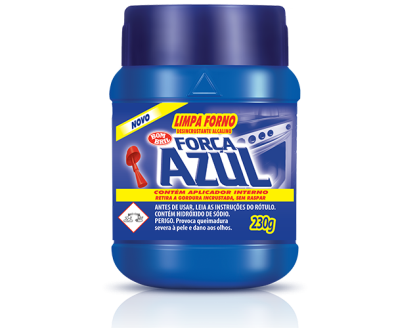 NOVO
LIMPA FORNO
DESINCRUSTANTE ALCALINO
BOM BRIL
FORÇA
AZUL
CONTÉM APLICADOR INTERNO
RETIRA A GORDURA INCRUSTADA, SEM RASPAR
ANTES DE USAR, LEIA AS INSTRUÇÕES DO RÓTULO.
CONTÉM HIDRÓXIDO DE SÓDIO.
PERIGO. Provoca queimadura
severa à pele e dano aos olhos.
230g